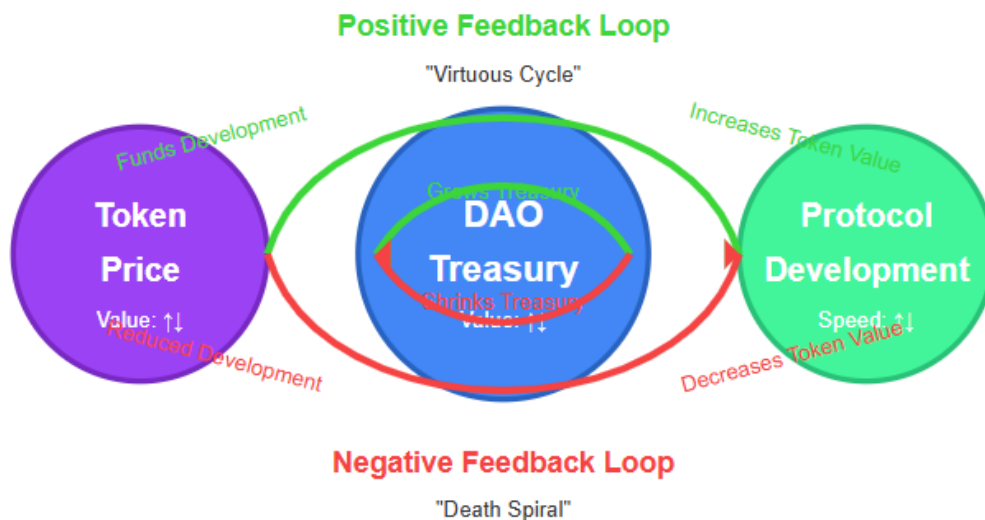 Positive Feedback Loop
"Virtuous Cycle"
Funds Development
Increases Token Value
Grows Treasury
Token
Price
Value: ↑↓
DAO
Treasury
Shrinks Treasury
Value: ↑↓
Protocol
Development
Speed: ↑↓
Reduced Development
Decreases Token Value
Negative Feedback Loop
"Death Spiral"